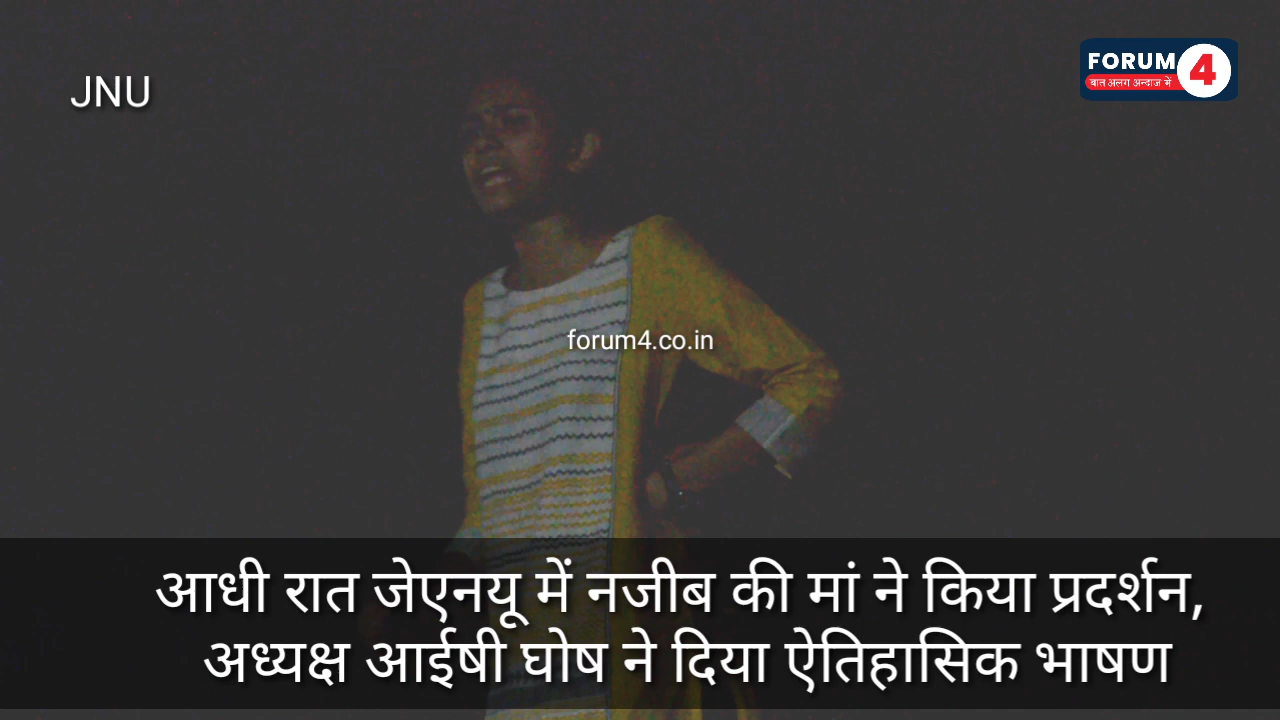 JNU
FORUM 4
बात अलग अन्दाज में
forum4.co.in
आधी रात जेएनयू में नजीब की मां ने किया प्रदर्शन,
अध्यक्ष आईषी घोष ने दिया ऐतिहासिक भाषण